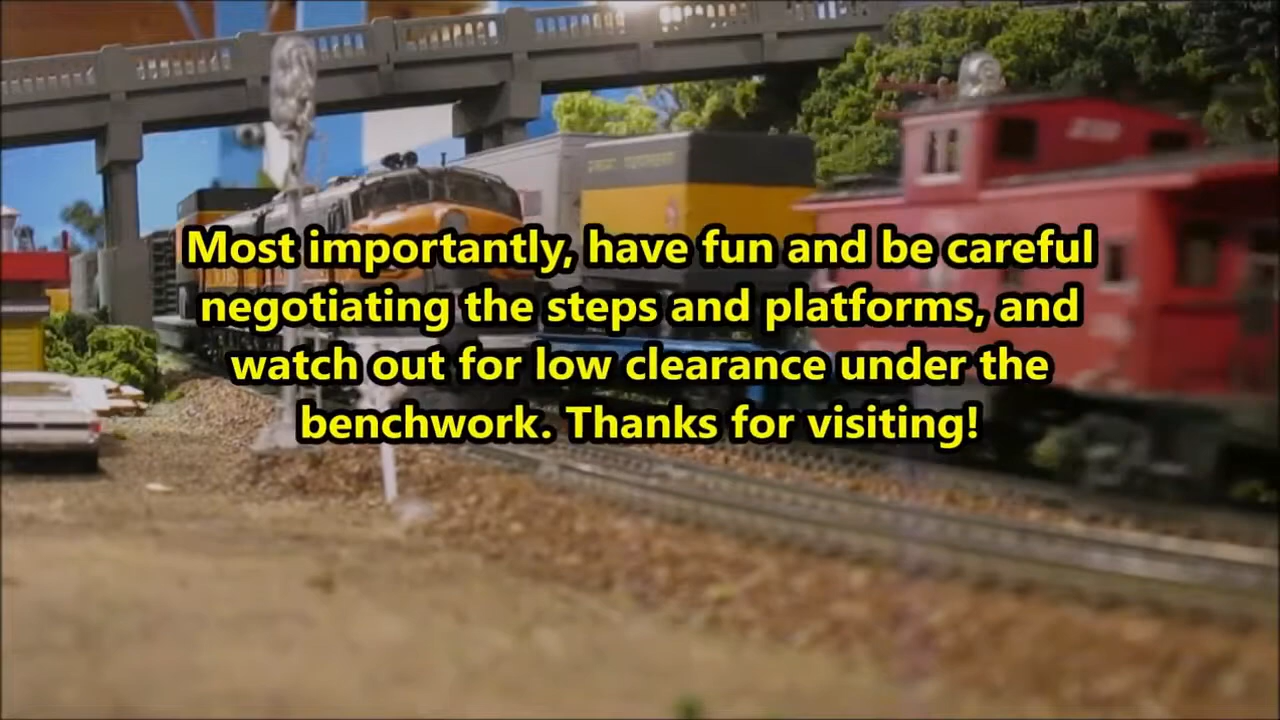 Most importantly, have fun and be careful
negotiating the steps and platforms, and
watch out for low clearance under the
benchwork. Thanks for visiting!